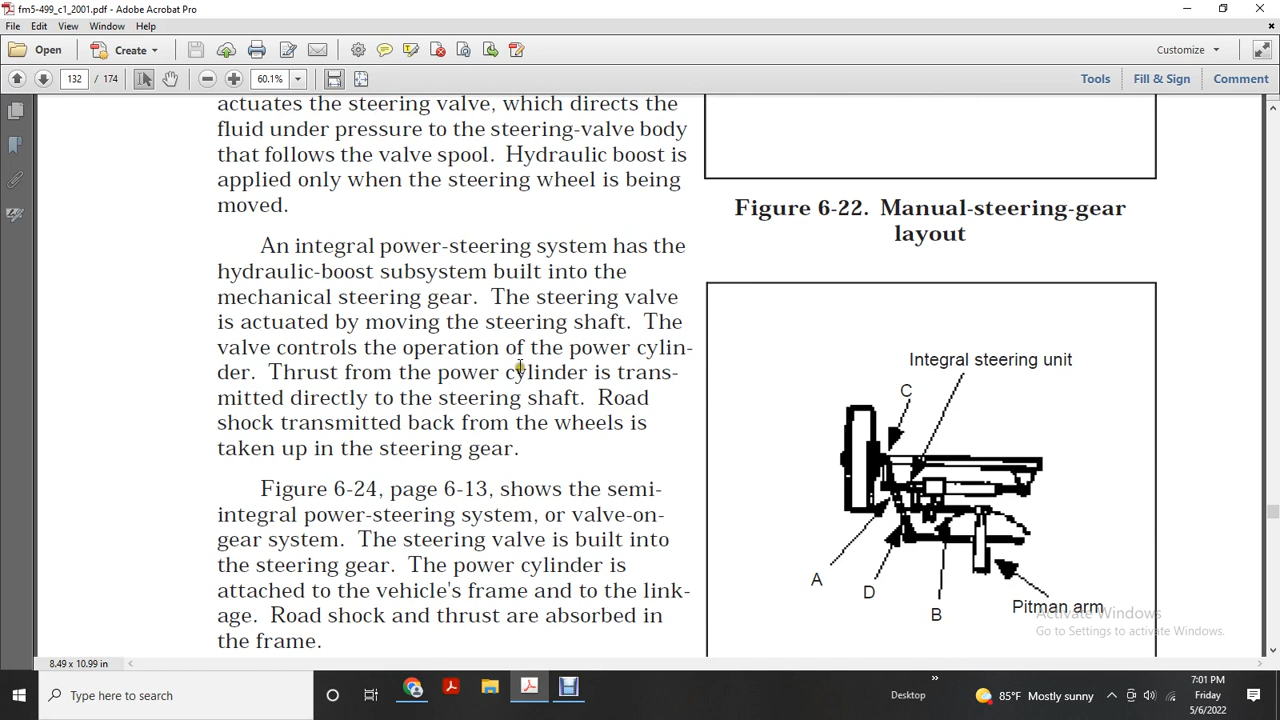 fm5-499_c1_2001.pdf - Adobe Acrobat Pro
File Edit View Window Help
Open Create Customize
132 / 174 60.1% Tools Fill & Sign Comment
actuates the steering valve, which directs the
fluid under pressure to the steering-valve body
that follows the valve spool. Hydraulic boost is
applied only when the steering wheel is being
moved.
An integral power-steering system has the
hydraulic-boost subsystem built into the
mechanical steering gear. The steering valve
is actuated by moving the steering shaft. The
valve controls the operation of the power cylin-
der. Thrust from the power cylinder is trans-
mitted directly to the steering shaft. Road
shock transmitted back from the wheels is
taken up in the steering gear.
Figure 6-24, page 6-13, shows the semi-
integral power-steering system, or valve-on-
gear system. The steering valve is built into
the steering gear. The power cylinder is
attached to the vehicle's frame and to the link-
age. Road shock and thrust are absorbed in
the frame.
Figure 6-22. Manual-steering-gear
layout
Integral steering unit
C
A
D
B
Pitman arm
Activate Windows
Go to Settings to activate Windows.
8.49 x 10.99 in
Type here to search
Desktop
85°F Mostly sunny
7:01 PM
Friday
5/6/2022